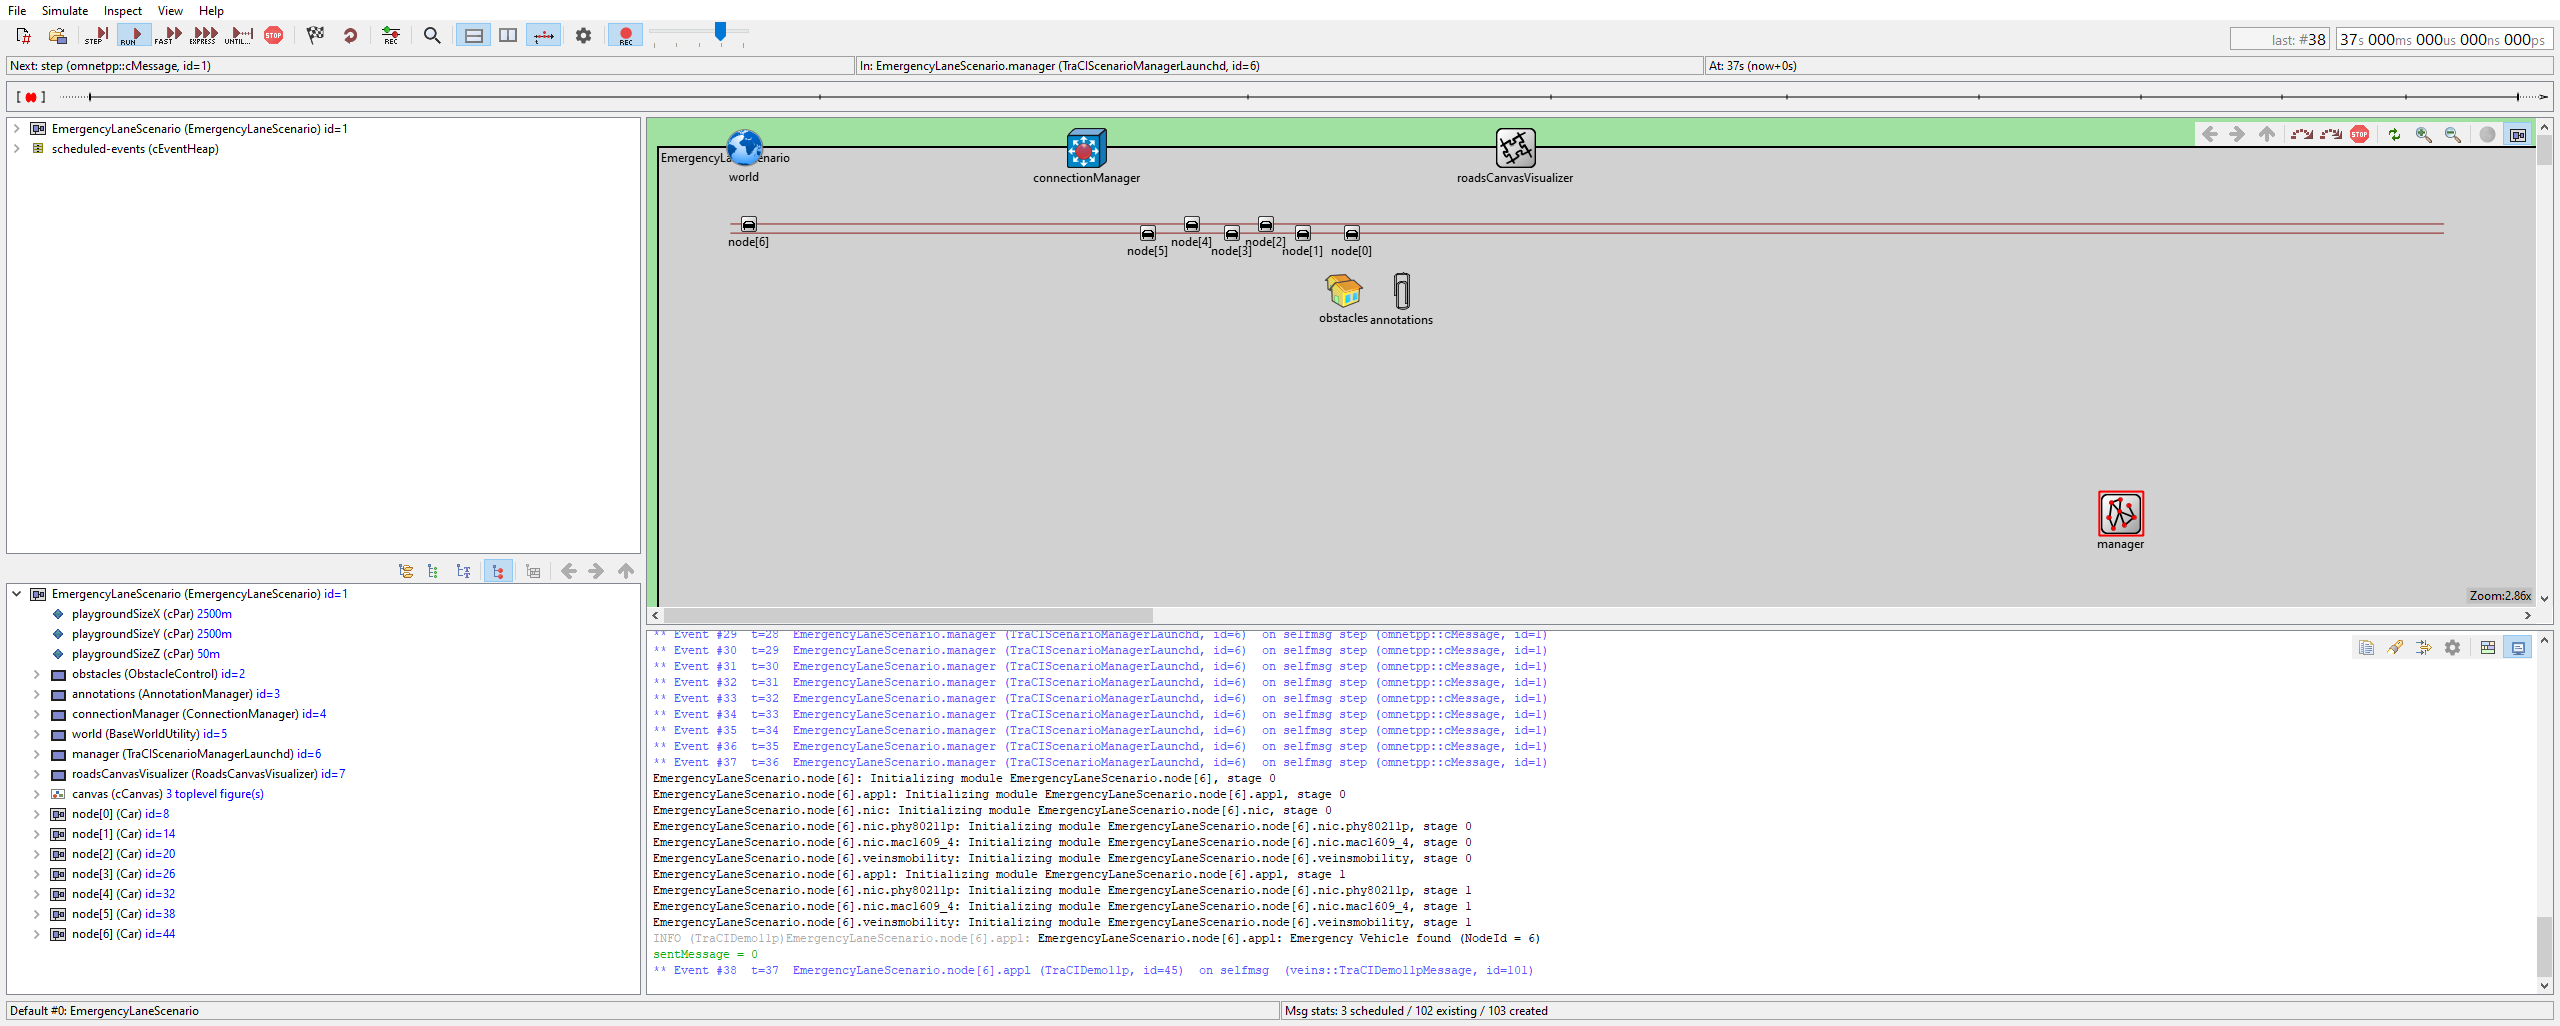 File Simulate Inspect View Help
STEP RUN FAST EXPRESS UNTIL... STOP REC REC
last: #38 37s 000ms 000us 000ns 000ps
Next: step (omnetpp::cMessage, id=1) In: EmergencyLaneScenario.manager (TraCIScenarioManagerLaunchd, id=6) At: 37s (now+0s)
EmergencyLaneScenario (EmergencyLaneScenario) id=1
scheduled-events (cEventHeap)
STOP
world
connectionManager
roadsCanvasVisualizer
node[6]
node[5]
node[4]
node[3]
node[2]
node[1]
node[0]
obstacles
annotations
manager
Zoom:2.86x
EmergencyLaneScenario (EmergencyLaneScenario) id=1
playgroundSizeX (cPar) 2500m
playgroundSizeY (cPar) 2500m
playgroundSizeZ (cPar) 50m
obstacles (ObstacleControl) id=2
annotations (AnnotationManager) id=3
connectionManager (ConnectionManager) id=4
world (BaseWorldUtility) id=5
manager (TraCIScenarioManagerLaunchd) id=6
roadsCanvasVisualizer (RoadsCanvasVisualizer) id=7
canvas (cCanvas) 3 toplevel figure(s)
node[0] (Car) id=8
node[1] (Car) id=14
node[2] (Car) id=20
node[3] (Car) id=26
node[4] (Car) id=32
node[5] (Car) id=38
node[6] (Car) id=44
** Event #29 t=28 EmergencyLaneScenario.manager (TraCIScenarioManagerLaunchd, id=6) on selfmsg step (omnetpp::cMessage, id=1)
** Event #30 t=29 EmergencyLaneScenario.manager (TraCIScenarioManagerLaunchd, id=6) on selfmsg step (omnetpp::cMessage, id=1)
** Event #31 t=30 EmergencyLaneScenario.manager (TraCIScenarioManagerLaunchd, id=6) on selfmsg step (omnetpp::cMessage, id=1)
** Event #32 t=31 EmergencyLaneScenario.manager (TraCIScenarioManagerLaunchd, id=6) on selfmsg step (omnetpp::cMessage, id=1)
** Event #33 t=32 EmergencyLaneScenario.manager (TraCIScenarioManagerLaunchd, id=6) on selfmsg step (omnetpp::cMessage, id=1)
** Event #34 t=33 EmergencyLaneScenario.manager (TraCIScenarioManagerLaunchd, id=6) on selfmsg step (omnetpp::cMessage, id=1)
** Event #35 t=34 EmergencyLaneScenario.manager (TraCIScenarioManagerLaunchd, id=6) on selfmsg step (omnetpp::cMessage, id=1)
** Event #36 t=35 EmergencyLaneScenario.manager (TraCIScenarioManagerLaunchd, id=6) on selfmsg step (omnetpp::cMessage, id=1)
** Event #37 t=36 EmergencyLaneScenario.manager (TraCIScenarioManagerLaunchd, id=6) on selfmsg step (omnetpp::cMessage, id=1)
EmergencyLaneScenario.node[6]: Initializing module EmergencyLaneScenario.node[6], stage 0
EmergencyLaneScenario.node[6].appl: Initializing module EmergencyLaneScenario.node[6].appl, stage 0
EmergencyLaneScenario.node[6].nic: Initializing module EmergencyLaneScenario.node[6].nic, stage 0
EmergencyLaneScenario.node[6].nic.phy80211p: Initializing module EmergencyLaneScenario.node[6].nic.phy80211p, stage 0
EmergencyLaneScenario.node[6].nic.mac1609_4: Initializing module EmergencyLaneScenario.node[6].nic.mac1609_4, stage 0
EmergencyLaneScenario.node[6].veinsmobility: Initializing module EmergencyLaneScenario.node[6].veinsmobility, stage 0
EmergencyLaneScenario.node[6].appl: Initializing module EmergencyLaneScenario.node[6].appl, stage 1
EmergencyLaneScenario.node[6].nic.phy80211p: Initializing module EmergencyLaneScenario.node[6].nic.phy80211p, stage 1
EmergencyLaneScenario.node[6].nic.mac1609_4: Initializing module EmergencyLaneScenario.node[6].nic.mac1609_4, stage 1
EmergencyLaneScenario.node[6].veinsmobility: Initializing module EmergencyLaneScenario.node[6].veinsmobility, stage 1
INFO (TraCIDemo11p)EmergencyLaneScenario.node[6].appl: EmergencyLaneScenario.node[6].appl: Emergency Vehicle found (NodeId = 6)
sentMessage = 0
** Event #38 t=37 EmergencyLaneScenario.node[6].appl (TraCIDemo11p, id=45) on selfmsg (veins::TraCIDemo11pMessage, id=101)
Default #0: EmergencyLaneScenario Msg stats: 3 scheduled / 102 existing / 103 created